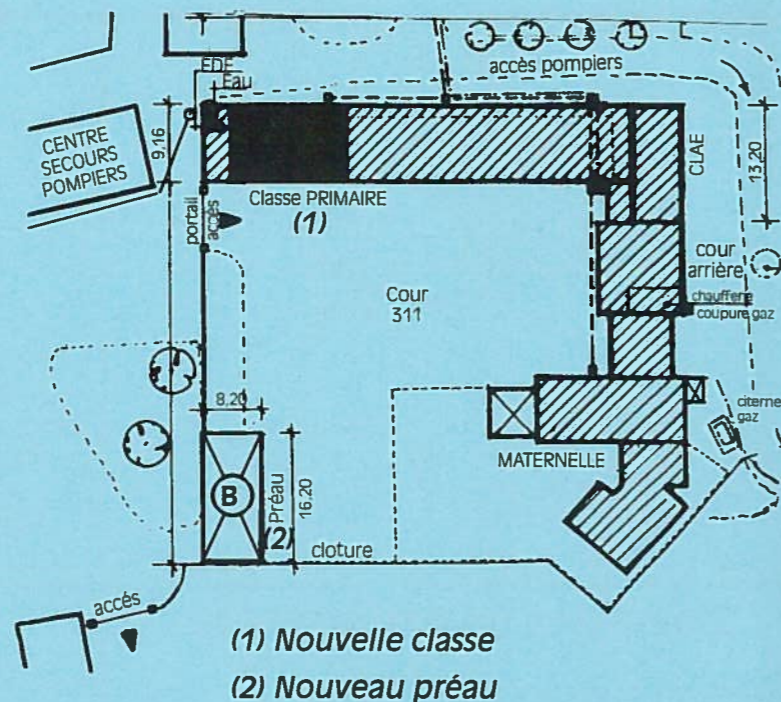 EDE
Eau
accès pompiers
CENTRE
SECOURS
POMPIERS
9,16
CLAE
13,20
Classe PRIMAIRE
(1)
portail
accès
cour
arrière
Cour
311
chaufferie
coupure gaz
8,20
citerne
gaz
MATERNELLE
B
Préau
16,20
(2)
cloture
accés
(1) Nouvelle classe
(2) Nouveau préau